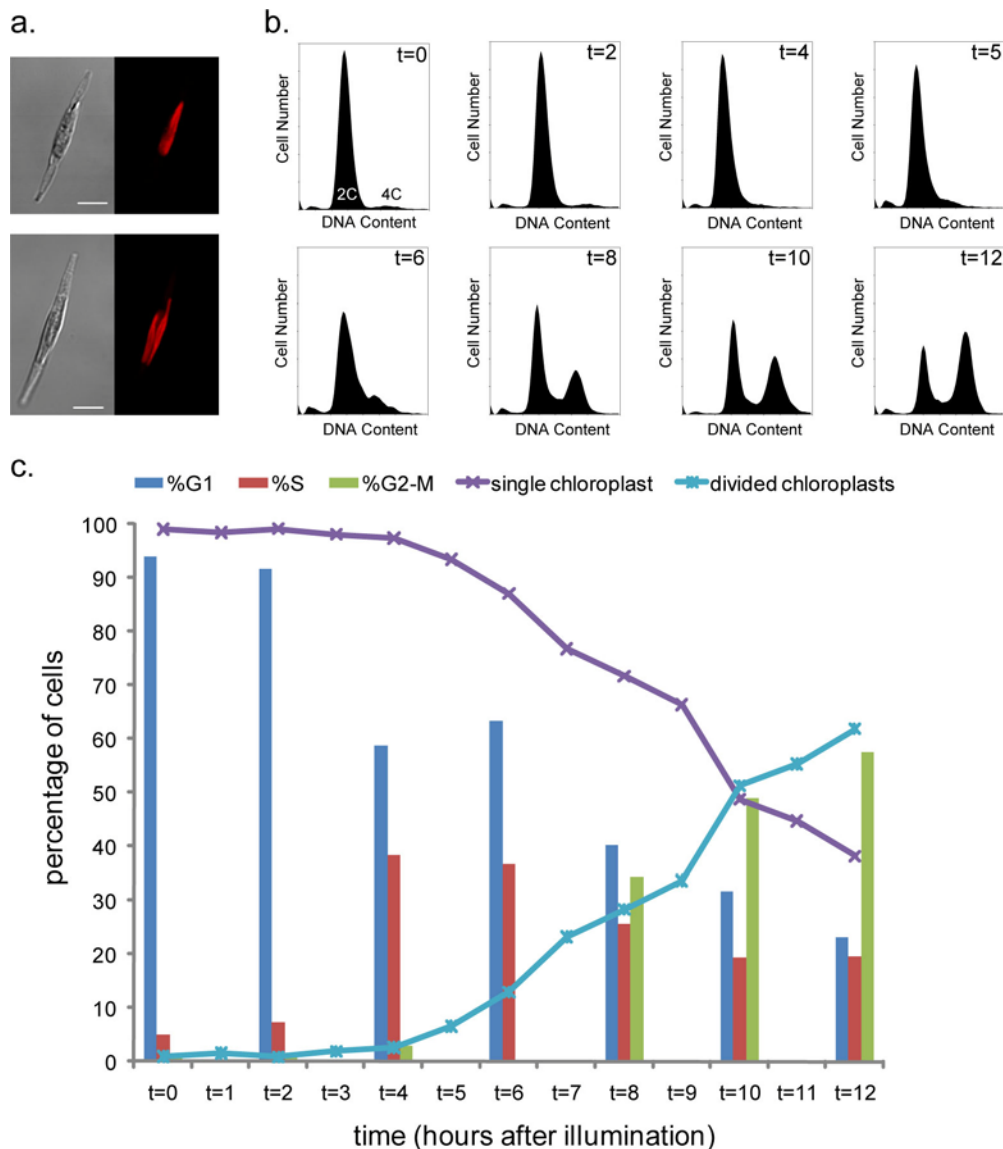 a.
b.
t=0
Cell Number
2C
4C
DNA Content
t=2
Cell Number
DNA Content
t=4
Cell Number
DNA Content
t=5
Cell Number
DNA Content
t=6
Cell Number
DNA Content
t=8
Cell Number
DNA Content
t=10
Cell Number
DNA Content
t=12
Cell Number
DNA Content
c.
%G1 %S %G2-M single chloroplast divided chloroplasts
percentage of cells
100
90
80
70
60
50
40
30
20
10
0
t=0 t=1 t=2 t=3 t=4 t=5 t=6 t=7 t=8 t=9 t=10 t=11 t=12
time (hours after illumination)